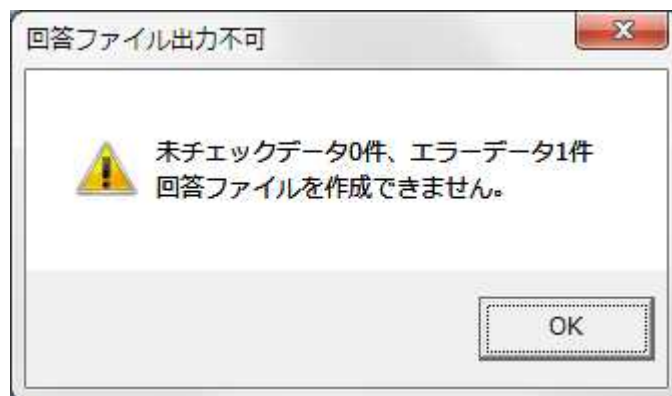 回答ファイル出力不可
未チェックデータ0件、エラーデータ1件
回答ファイルを作成できません。
OK